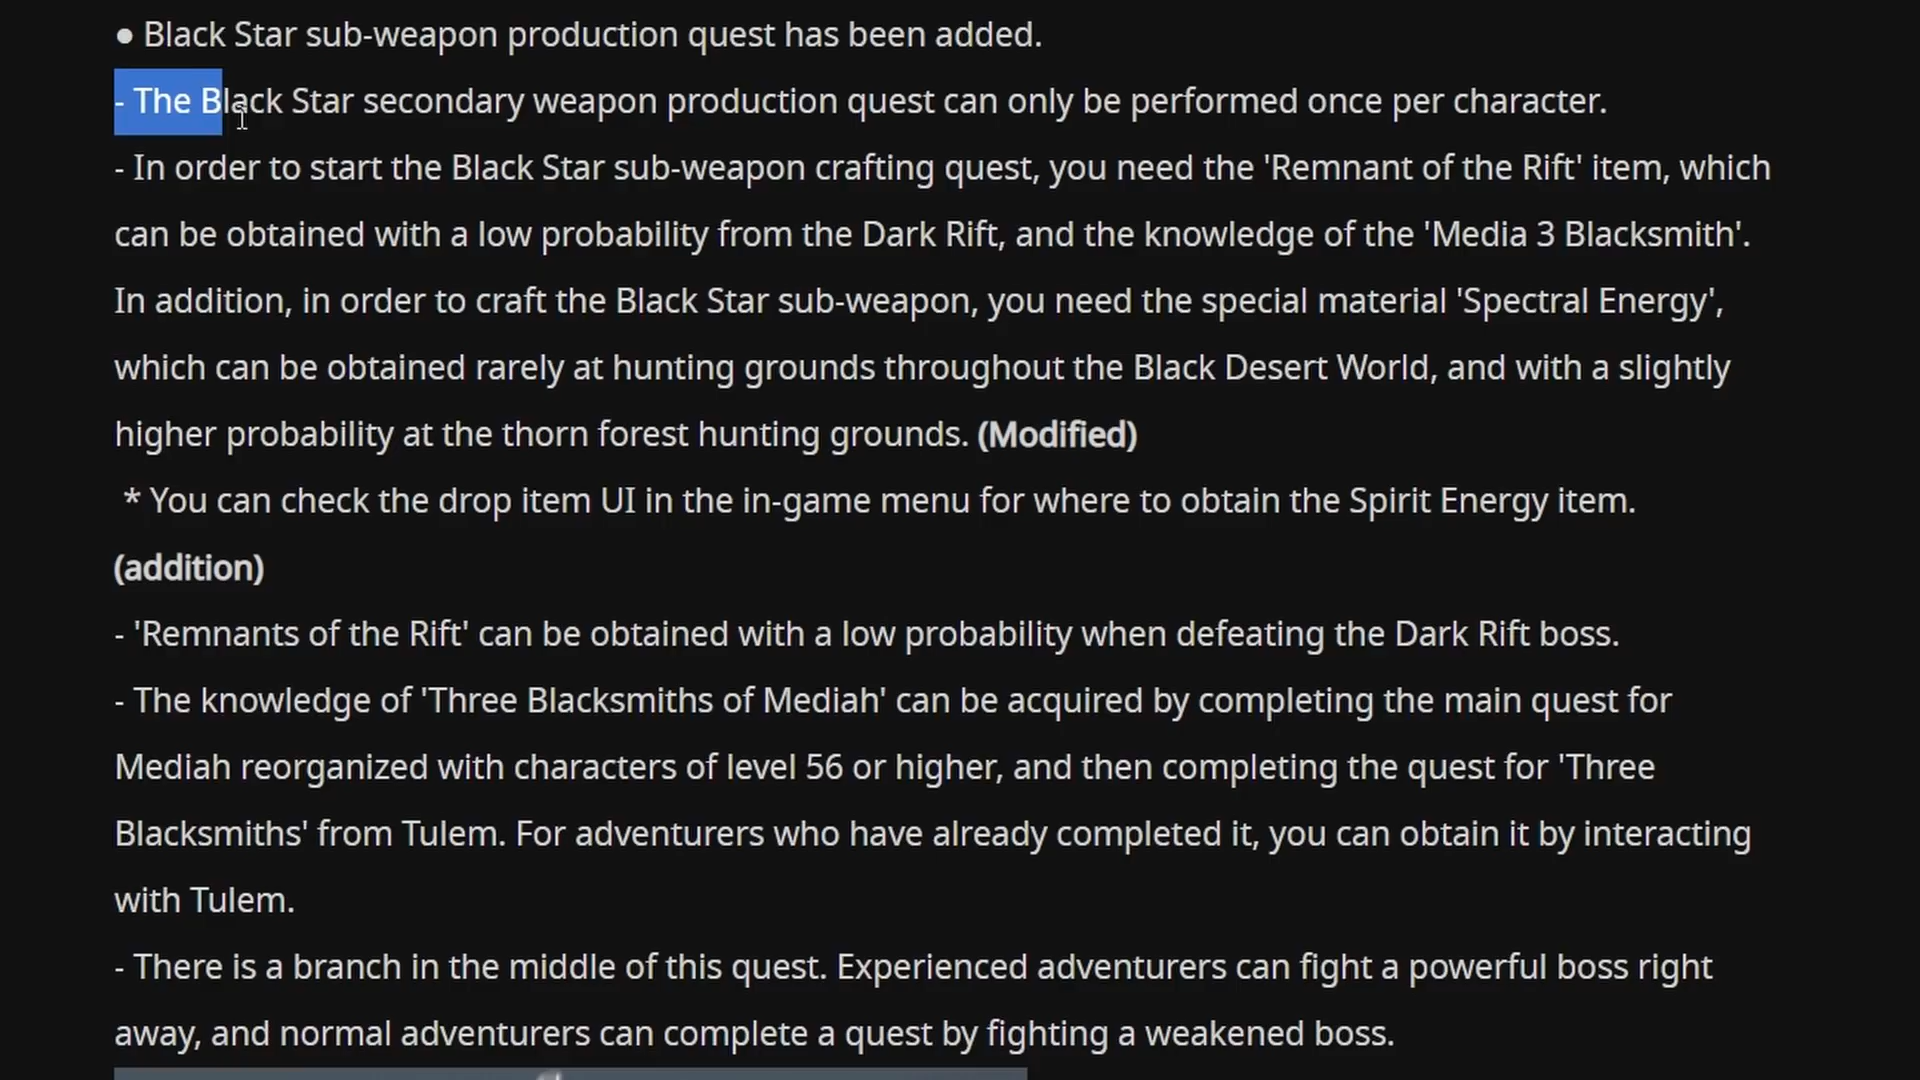 ● Black Star sub-weapon production quest has been added.
- The Black Star secondary weapon production quest can only be performed once per character.
- In order to start the Black Star sub-weapon crafting quest, you need the 'Remnant of the Rift' item, which
can be obtained with a low probability from the Dark Rift, and the knowledge of the 'Media 3 Blacksmith'.
In addition, in order to craft the Black Star sub-weapon, you need the special material 'Spectral Energy',
which can be obtained rarely at hunting grounds throughout the Black Desert World, and with a slightly
higher probability at the thorn forest hunting grounds. (Modified)
* You can check the drop item UI in the in-game menu for where to obtain the Spirit Energy item.
(addition)
- 'Remnants of the Rift' can be obtained with a low probability when defeating the Dark Rift boss.
- The knowledge of 'Three Blacksmiths of Mediah' can be acquired by completing the main quest for
Mediah reorganized with characters of level 56 or higher, and then completing the quest for 'Three
Blacksmiths' from Tulem. For adventurers who have already completed it, you can obtain it by interacting
with Tulem.
- There is a branch in the middle of this quest. Experienced adventurers can fight a powerful boss right
away, and normal adventurers can complete a quest by fighting a weakened boss.